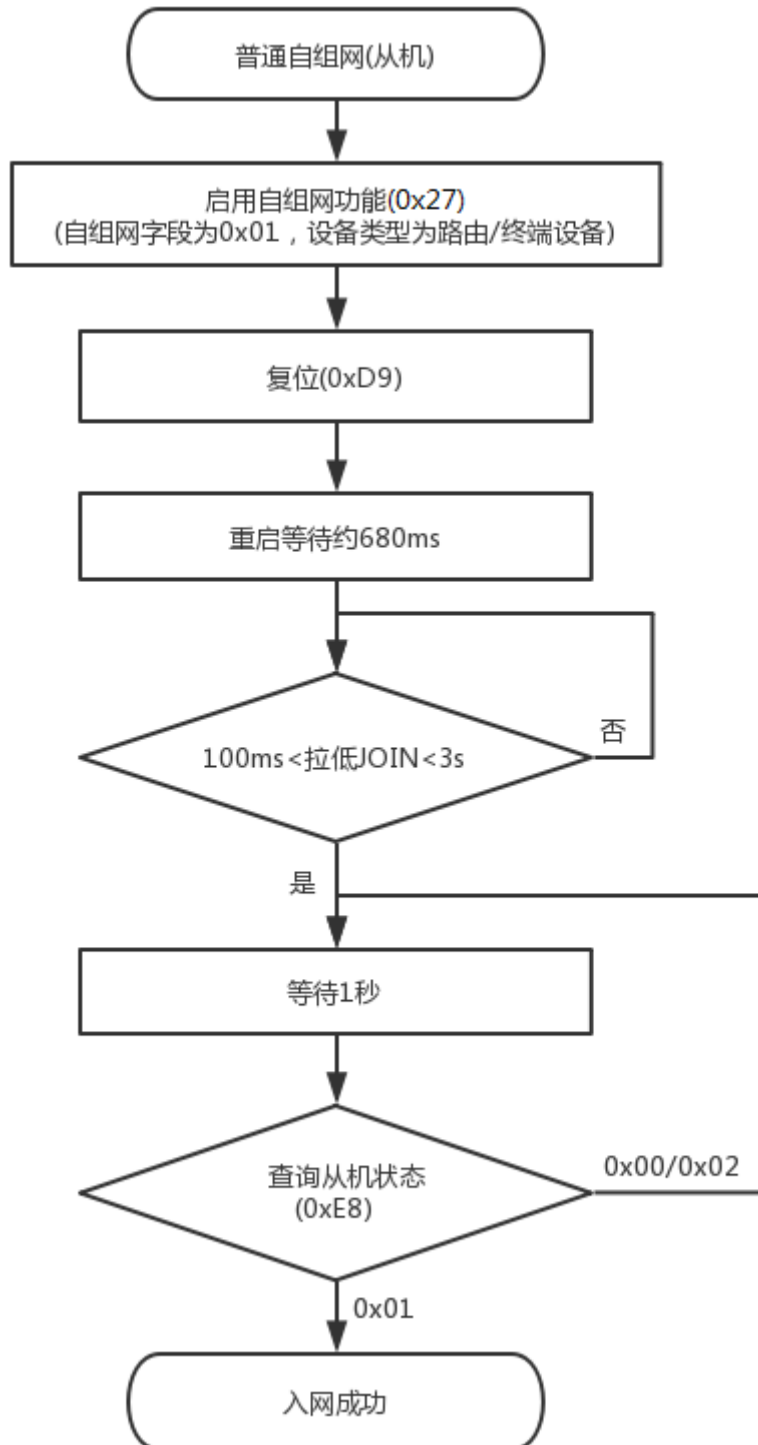 普通自组网(从机)
启用自组网功能(0x27)
(自组网字段为0x01，设备类型为路由/终端设备)
复位(0xD9)
重启等待约680ms
否
100ms<拉低JOIN<3s
是
等待1秒
0x00/0x02
查询从机状态
(0xE8)
0x01
入网成功